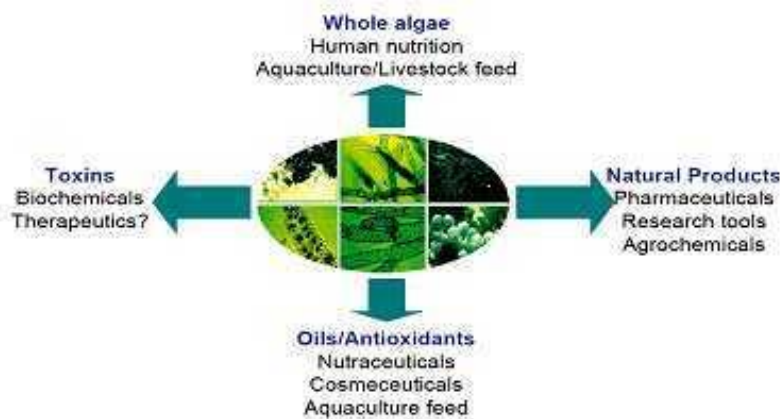 Whole algae
Human nutrition
Aquaculture/Livestock feed
Toxins
Biochemicals
Therapeutics?
Natural Products
Pharmaceuticals
Research tools
Agrochemicals
Oils/Antioxidants
Nutraceuticals
Cosmeceuticals
Aquaculture feed